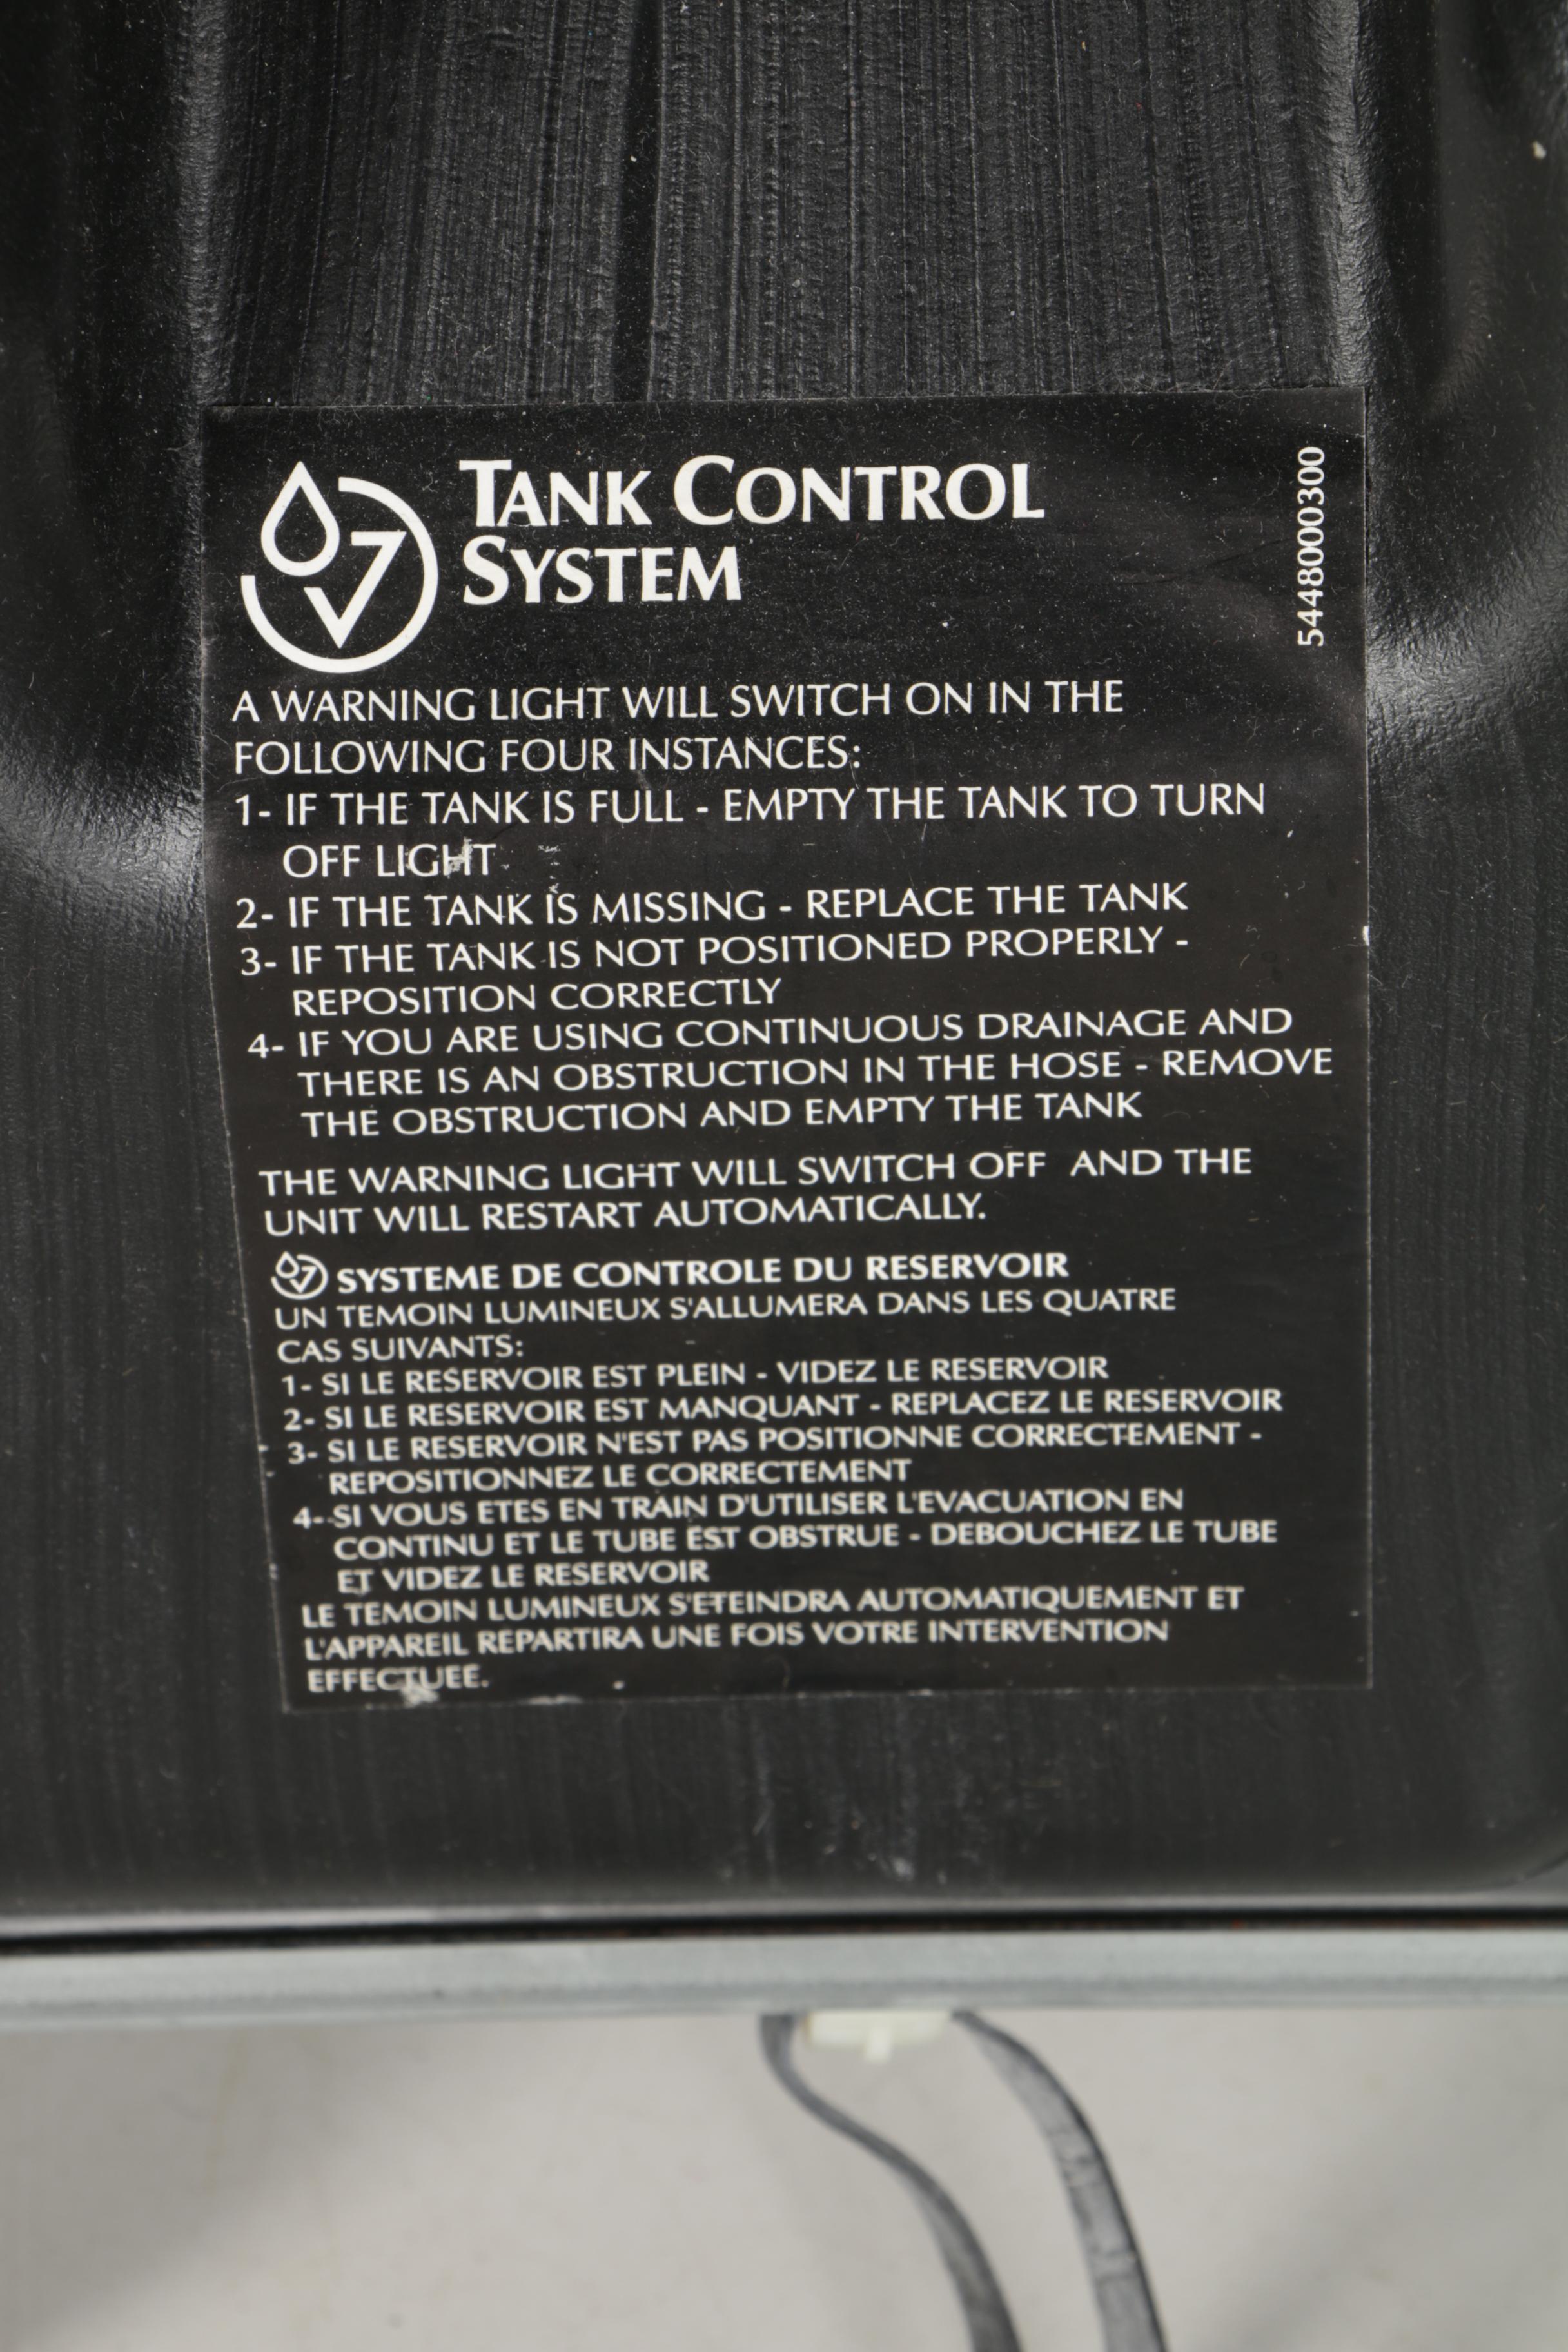 TANK CONTROL
SYSTEM
5448000300
A WARNING LIGHT WILL SWITCH ON IN THE
FOLLOWING FOUR INSTANCES:
1- IF THE TANK IS FULL - EMPTY THE TANK TO TURN
OFF LIGHT
2- IF THE TANK IS MISSING - REPLACE THE TANK
3- IF THE TANK IS NOT POSITIONED PROPERLY -
REPOSITION CORRECTLY
4- IF YOU ARE USING CONTINUOUS DRAINAGE AND
THERE IS AN OBSTRUCTION IN THE HOSE - REMOVE
THE OBSTRUCTION AND EMPTY THE TANK
THE WARNING LIGHT WILL SWITCH OFF AND THE
UNIT WILL RESTART AUTOMATICALLY.
SYSTEME DE CONTROLE DU RESERVOIR
UN TEMOIN LUMINEUX S'ALLUMERA DANS LES QUATRE
CAS SUIVANTS:
1- SI LE RESERVOIR EST PLEIN - VIDEZ LE RESERVOIR
2- SI LE RESERVOIR EST MANQUANT - REPLACEZ LE RESERVOIR
3- SI LE RESERVOIR N'EST PAS POSITIONNE CORRECTEMENT -
REPOSITIONNEZ LE CORRECTEMENT
4- SI VOUS ETES EN TRAIN D'UTILISER L'EVACUATION EN
CONTINU ET LE TUBE EST OBSTRUE - DEBOUCHEZ LE TUBE
ET VIDEZ LE RESERVOIR
LE TEMOIN LUMINEUX S'ETEINDRA AUTOMATIQUEMENT ET
L'APPAREIL REPARTIRA UNE FOIS VOTRE INTERVENTION
EFFECTUEE.